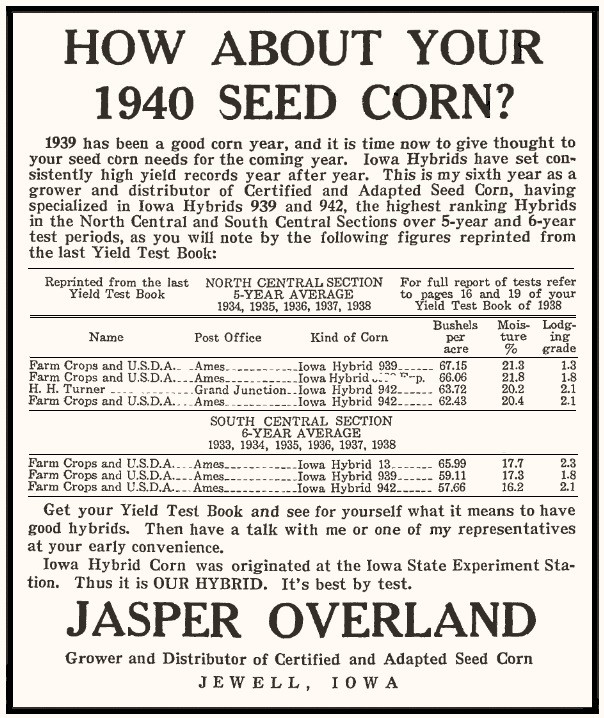 HOW ABOUT YOUR
1940 SEED CORN?
1939 has been a good corn year, and it is time now to give thought to
your seed corn needs for the coming year. Iowa Hybrids have set con-
sistently high yield records year after year. This is my sixth year as a
grower and distributor of Certified and Adapted Seed Corn, having
specialized in Iowa Hybrids 939 and 942, the highest ranking Hybrids
in the North Central and South Central Sections over 5-year and 6-year
test periods, as you will note by the following figures reprinted from
the last Yield Test Book:
Reprinted from the last NORTH CENTRAL SECTION For full report of tests refer
Yield Test Book 5-YEAR AVERAGE to pages 16 and 19 of your
1934, 1935, 1936, 1937, 1938 Yield Test Book of 1938
Bushels Mois- Lodg-
Name Post Office Kind of Corn per ture ing
acre % grade
Farm Crops and U.S.D.A. Ames Iowa Hybrid 939 67.15 21.3 1.3
Farm Crops and U.S.D.A. Ames Iowa Hybrid 66.06 21.8 1.8
H. H. Turner Grand Junction Iowa Hybrid 942 63.72 20.2 2.1
Farm Crops and U.S.D.A. Ames Iowa Hybrid 942 62.43 20.4 2.1
SOUTH CENTRAL SECTION
6-YEAR AVERAGE
1933, 1934, 1935, 1936, 1937, 1938
Farm Crops and U.S.D.A. Ames Iowa Hybrid 13 65.99 17.7 2.3
Farm Crops and U.S.D.A. Ames Iowa Hybrid 939 59.11 17.3 1.8
Farm Crops and U.S.D.A. Ames Iowa Hybrid 942 57.66 16.2 2.1
Get your Yield Test Book and see for yourself what it means to have
good hybrids. Then have a talk with me or one of my representatives
at your early convenience.
Iowa Hybrid Corn was originated at the Iowa State Experiment Sta-
tion. Thus it is OUR HYBRID. It's best by test.
JASPER OVERLAND
Grower and Distributor of Certified and Adapted Seed Corn
JEWELL, IOWA